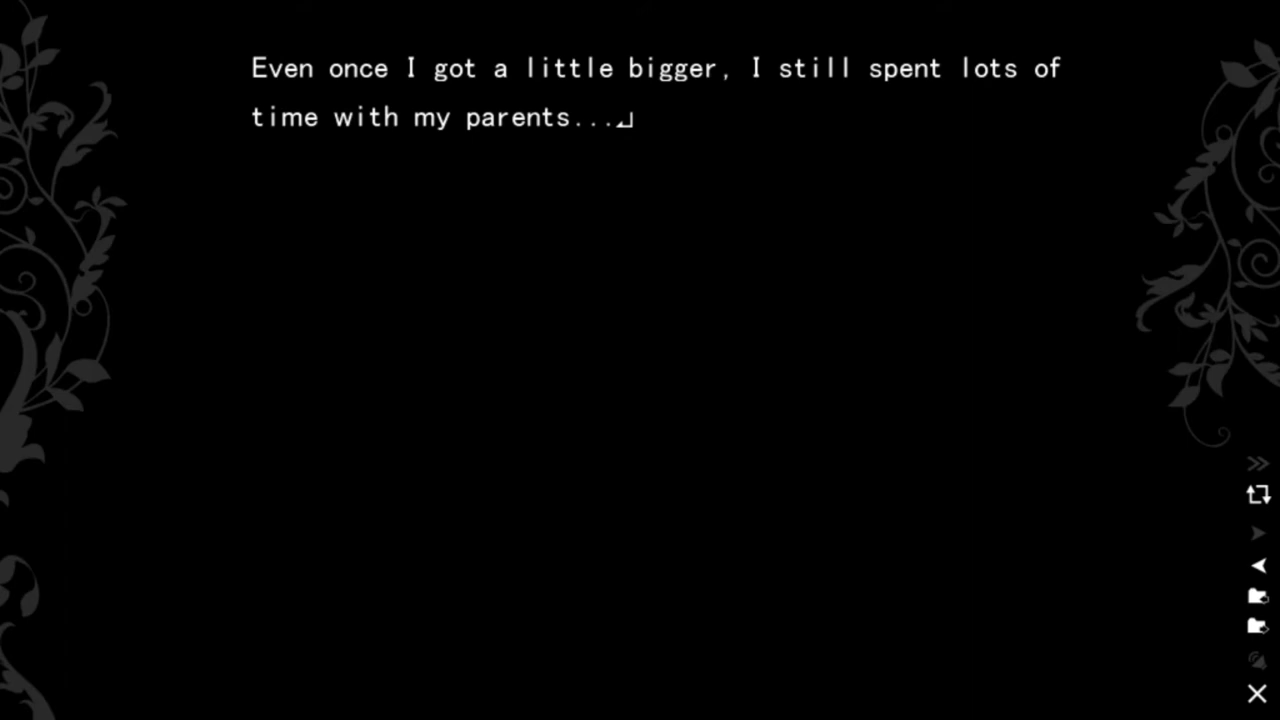 Even once I got a little bigger, I still spent lots of
time with my parents...